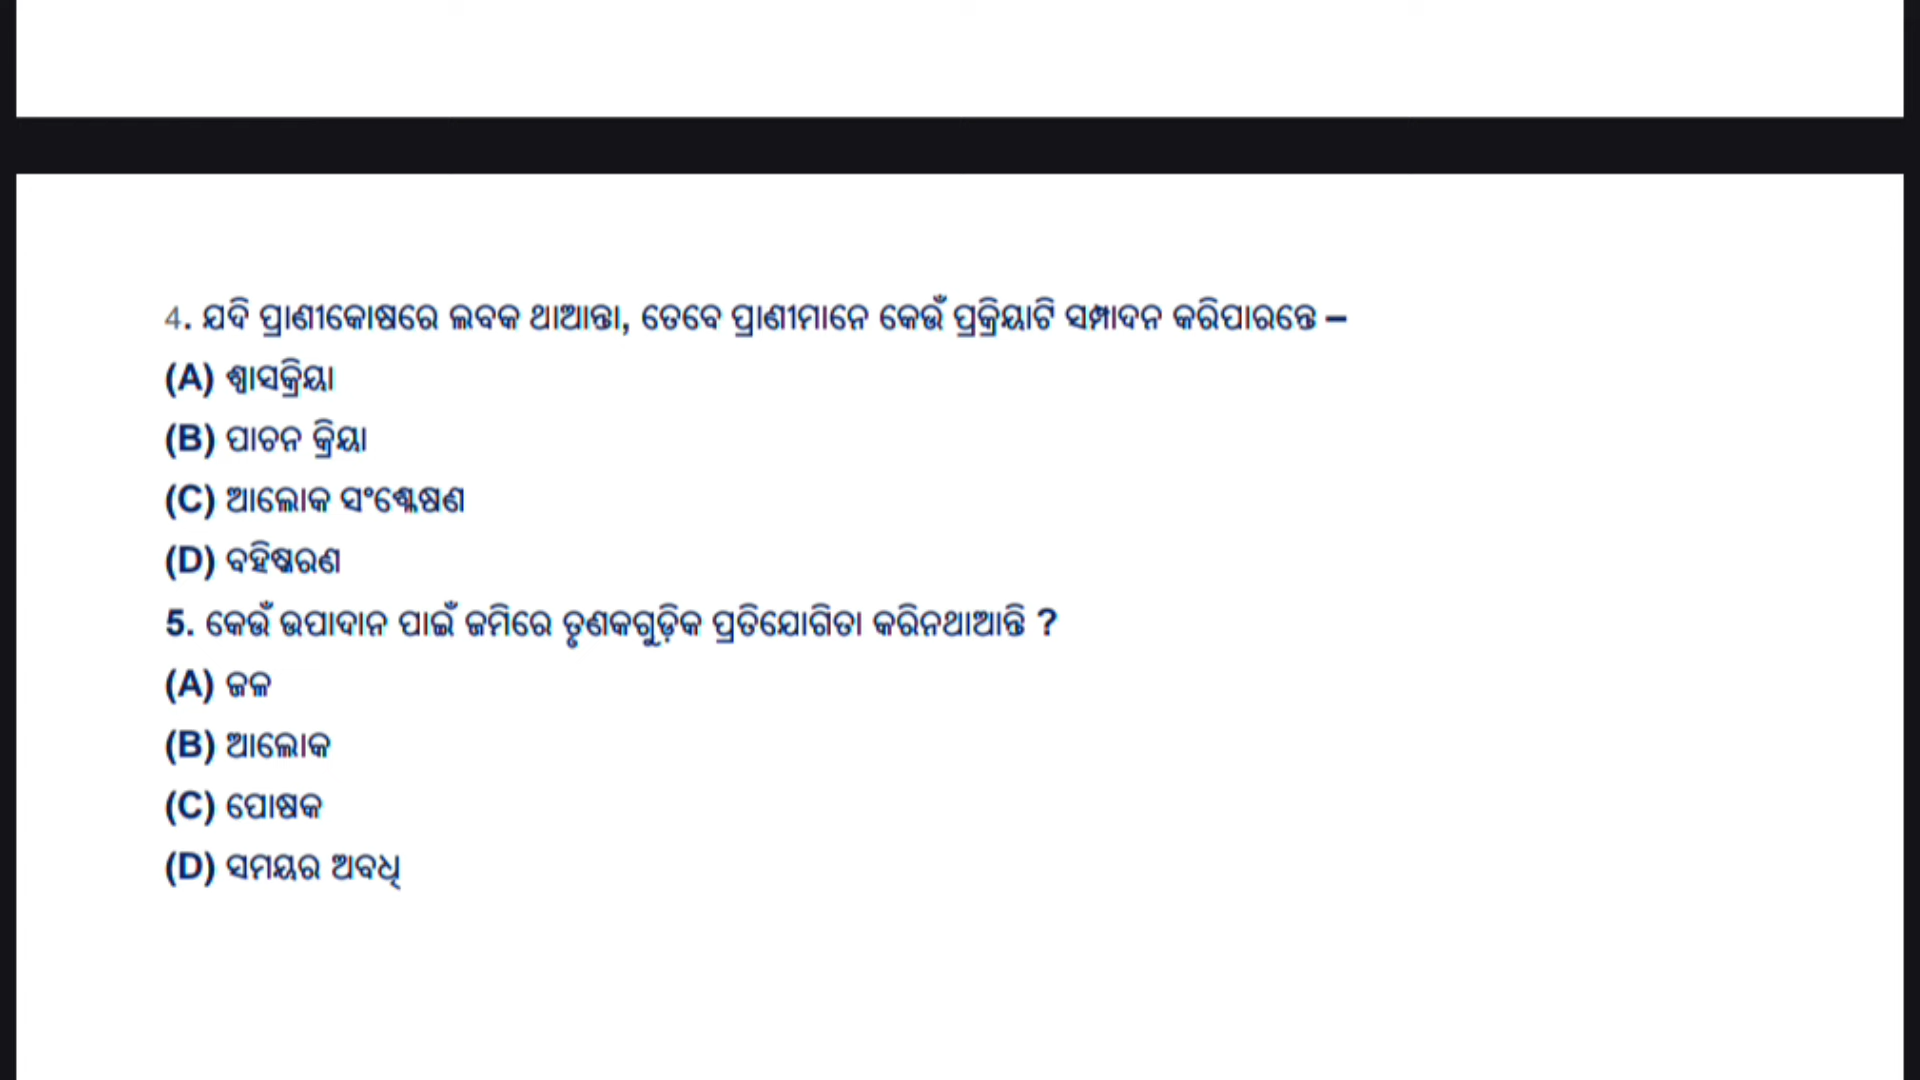 4. ଯଦି ପ୍ରାଣୀକୋଷରେ ଲବକ ଥାଆନ୍ତା, ତେବେ ପ୍ରାଣୀମାନେ କେଉଁ ପ୍ରକ୍ରିୟାଟି ସମ୍ପାଦନ କରିପାରନ୍ତେ –
(A) ଶ୍ୱାସକ୍ରିୟା
(B) ପାଚନ କ୍ରିୟା
(C) ଆଲୋକ ସଂଶ୍ଳେଷଣ
(D) ବହିଷ୍କରଣ
5. କେଉଁ ଉପାଦାନ ପାଇଁ ଜମିରେ ତୃଣକଗୁଡ଼ିକ ପ୍ରତିଯୋଗିତା କରିନଥାଆନ୍ତି ?
(A) ଜଳ
(B) ଆଲୋକ
(C) ପୋଷକ
(D) ସମୟର ଅବଧି